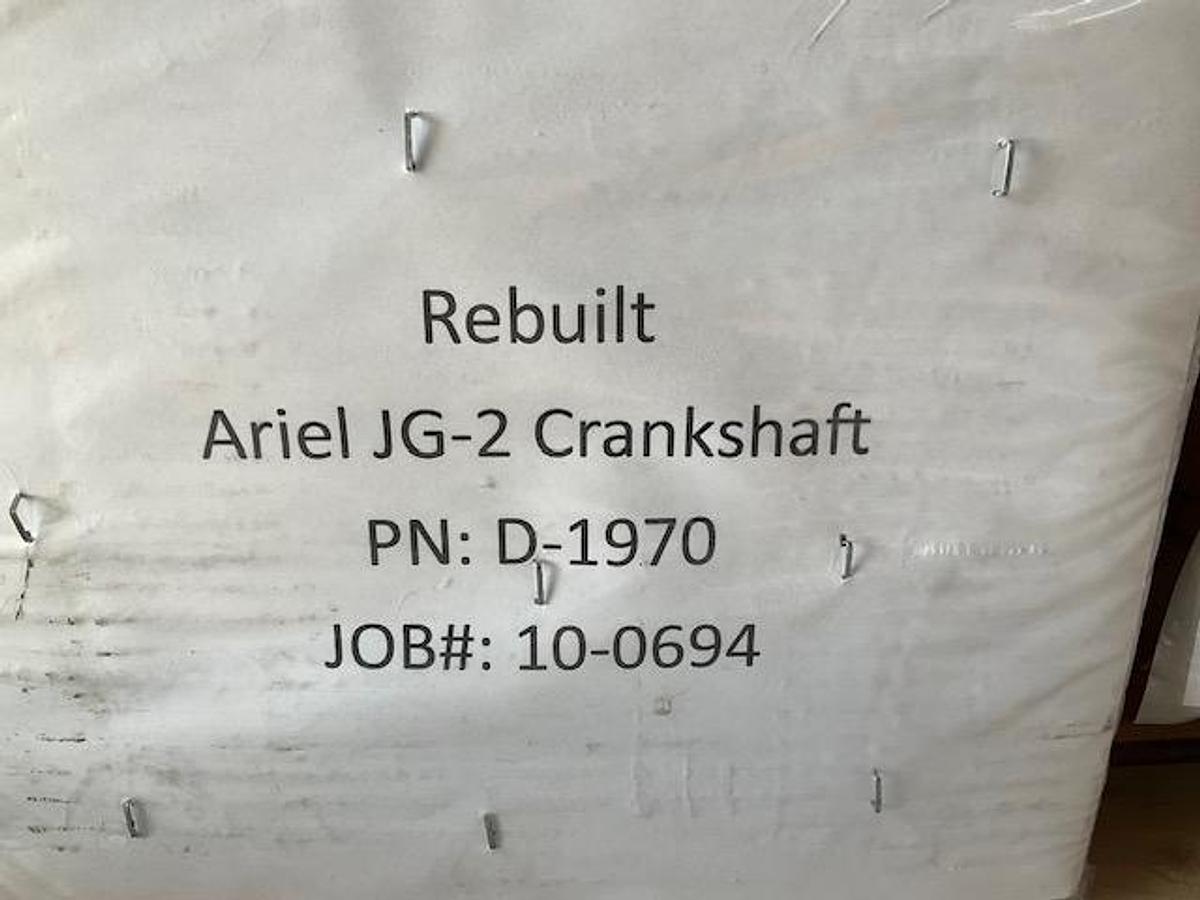 Rebuilt
Ariel JG-2 Crankshaft
PN: D-1970
JOB#: 10-0694